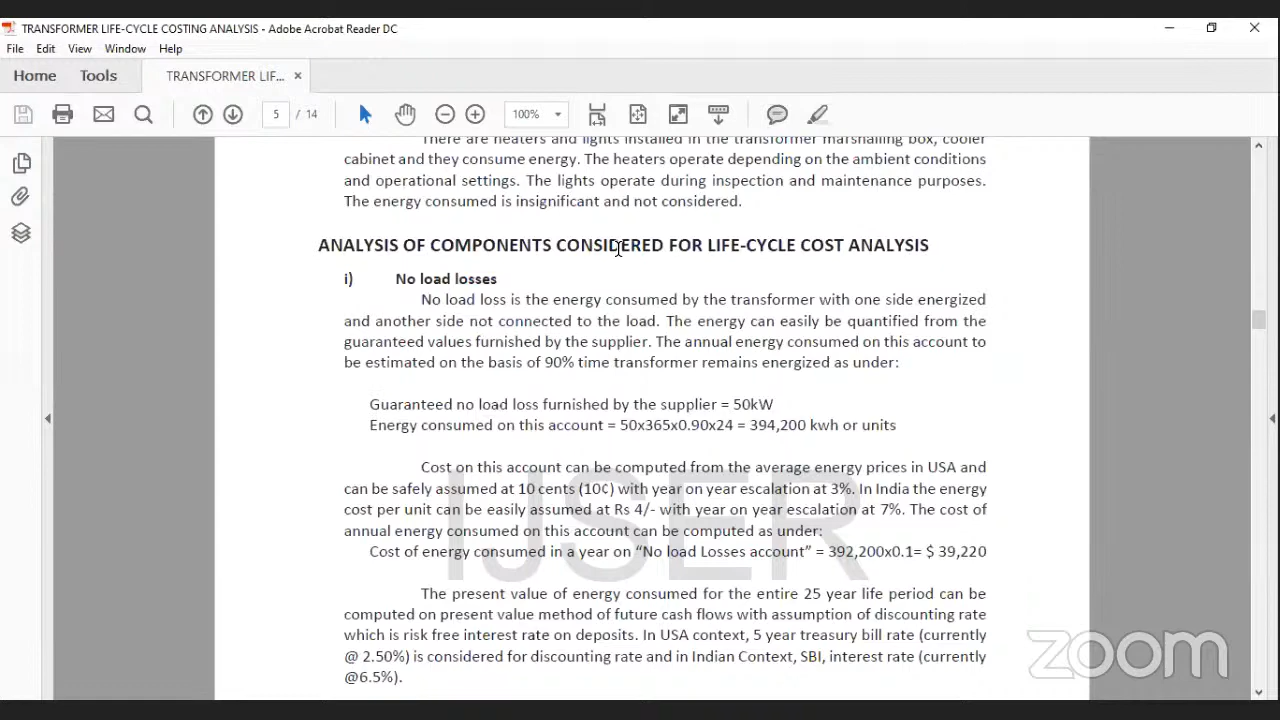 TRANSFORMER LIFE-CYCLE COSTING ANALYSIS - Adobe Acrobat Reader DC
File Edit View Window Help
Home Tools TRANSFORMER LIF... ×
5 / 14 100%
There are heaters and lights installed in the transformer marshalling box, cooler
cabinet and they consume energy. The heaters operate depending on the ambient conditions
and operational settings. The lights operate during inspection and maintenance purposes.
The energy consumed is insignificant and not considered.
ANALYSIS OF COMPONENTS CONSIDERED FOR LIFE-CYCLE COST ANALYSIS
i) No load losses
No load loss is the energy consumed by the transformer with one side energized
and another side not connected to the load. The energy can easily be quantified from the
guaranteed values furnished by the supplier. The annual energy consumed on this account to
be estimated on the basis of 90% time transformer remains energized as under:
Guaranteed no load loss furnished by the supplier = 50kW
Energy consumed on this account = 50x365x0.90x24 = 394,200 kwh or units
Cost on this account can be computed from the average energy prices in USA and
can be safely assumed at 10 cents (10¢) with year on year escalation at 3%. In India the energy
cost per unit can be easily assumed at Rs 4/- with year on year escalation at 7%. The cost of
annual energy consumed on this account can be computed as under:
Cost of energy consumed in a year on “No load Losses account” = 392,200x0.1= $ 39,220
IJSER
The present value of energy consumed for the entire 25 year life period can be
computed on present value method of future cash flows with assumption of discounting rate
which is risk free interest rate on deposits. In USA context, 5 year treasury bill rate (currently
@ 2.50%) is considered for discounting rate and in Indian Context, SBI, interest rate (currently
@6.5%).
zoom